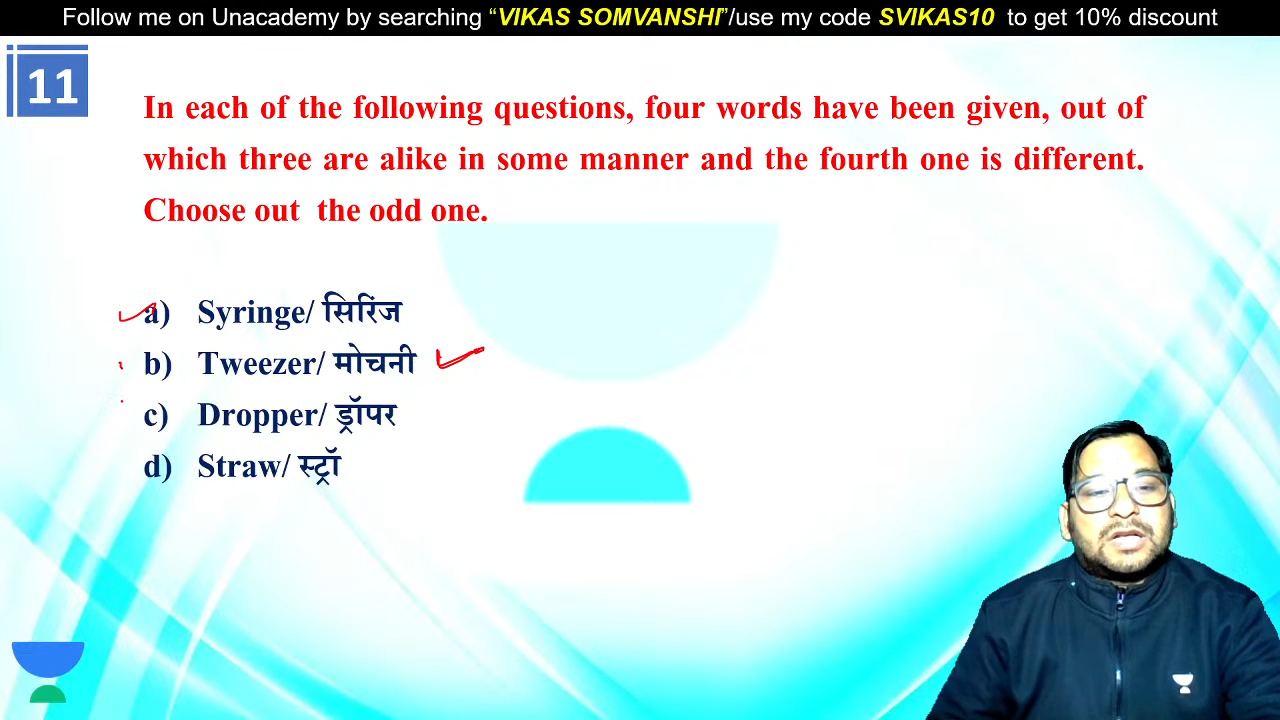 Follow me on Unacademy by searching “VIKAS SOMVANSHI”/use my code SVIKAS10 to get 10% discount
11
In each of the following questions, four words have been given, out of
which three are alike in some manner and the fourth one is different.
Choose out the odd one.
a) Syringe/ सिरिंज
b) Tweezer/ मोचनी
c) Dropper/ ड्रॉपर
d) Straw/ स्ट्रॉ